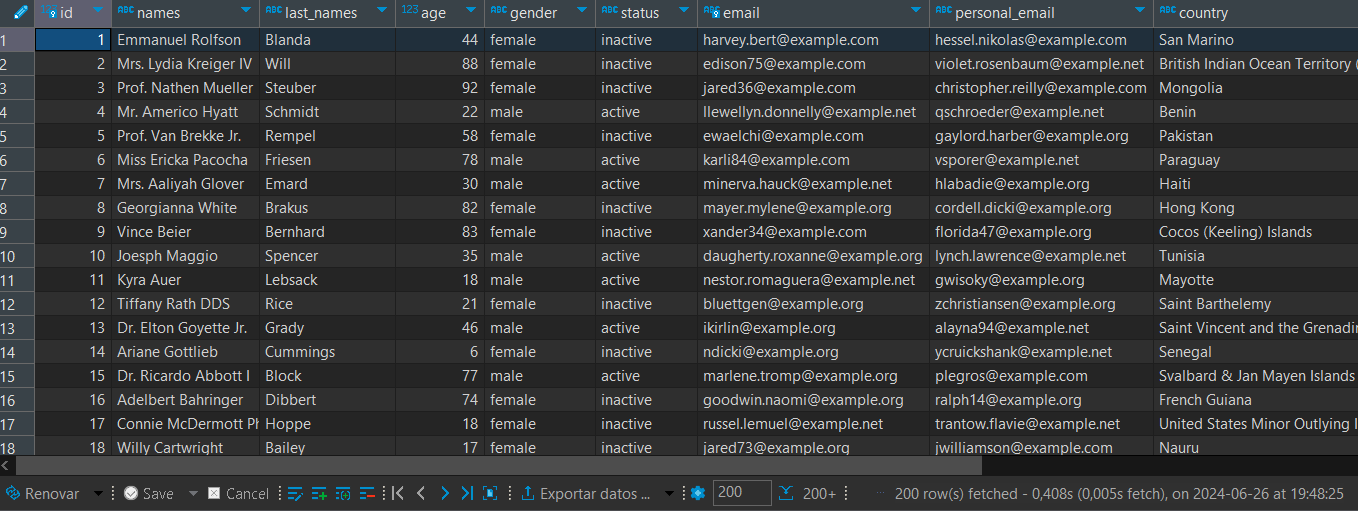 id ABC names ABC last_names 123 age ABC gender ABC status ABC email ABC personal_email ABC country
1 1 Emmanuel Rolfson Blanda 44 female inactive harvey.bert@example.com hessel.nikolas@example.com San Marino
2 2 Mrs. Lydia Kreiger IV Will 88 female inactive edison75@example.com violet.rosenbaum@example.net British Indian Ocean Territory (
3 3 Prof. Nathen Mueller Steuber 92 female inactive jared36@example.com christopher.reilly@example.com Mongolia
4 4 Mr. Americo Hyatt Schmidt 22 male active llewellyn.donnelly@example.net qschroeder@example.net Benin
5 5 Prof. Van Brekke Jr. Rempel 58 female inactive ewaelchi@example.com gaylord.harber@example.org Pakistan
6 6 Miss Ericka Pacocha Friesen 78 male active karli84@example.com vsporer@example.net Paraguay
7 7 Mrs. Aaliyah Glover Emard 30 male active minerva.hauck@example.net hlabadie@example.org Haiti
8 8 Georgianna White Brakus 82 female inactive mayer.mylene@example.org cordell.dicki@example.org Hong Kong
9 9 Vince Beier Bernhard 83 female inactive xander34@example.com florida47@example.org Cocos (Keeling) Islands
10 10 Joesph Maggio Spencer 35 male active daugherty.roxanne@example.org lynch.lawrence@example.net Tunisia
11 11 Kyra Auer Lebsack 18 male active nestor.romaguera@example.net gwisoky@example.org Mayotte
12 12 Tiffany Rath DDS Rice 21 female inactive bluettgen@example.org zchristiansen@example.org Saint Barthelemy
13 13 Dr. Elton Goyette Jr. Grady 46 male active ikirlin@example.org alayna94@example.net Saint Vincent and the Grenadin
14 14 Ariane Gottlieb Cummings 6 female inactive ndicki@example.org ycruickshank@example.net Senegal
15 15 Dr. Ricardo Abbott I Block 77 male active marlene.tromp@example.org plegros@example.com Svalbard & Jan Mayen Islands
16 16 Adelbert Bahringer Dibbert 74 female inactive goodwin.naomi@example.org ralph14@example.org French Guiana
17 17 Connie McDermott Ph Hoppe 18 female inactive russel.lemuel@example.net trantow.flavie@example.org United States Minor Outlying I
18 18 Willy Cartwright Bailey 17 female inactive jared73@example.org jwilliamson@example.com Nauru
Renovar Save Cancel Exportar datos ... 200 200+ ... 200 row(s) fetched - 0,408s (0,005s fetch), on 2024-06-26 at 19:48:25